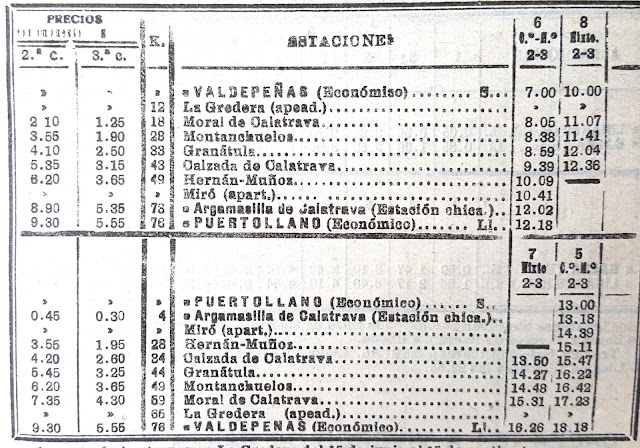 PRECIOS K. ESTACIONES 6 8
C.º-M.º Mixto.
2.ª C. 3.ª c. 2-3 2-3
» » » VALDEPEÑAS (Económiso) S. 7.00 10.00
» » 12 La Gredera (apead.) » »
2 10 1.25 18 Moral de Calatrava 8.05 11.07
3.55 1.90 28 Montanchuelos 8.38 11.41
4.10 2.50 33 Granátula 8.59 12.04
5.35 3.15 43 Calzada de Calatrava 9.39 12.36
6.20 3.65 49 Hernán-Muñoz 10.09 —
» » » Miró (apart.) 10.41
8.90 5.35 73 Argamasilla de Jalatrava (Estación chica.) 12.02
9.30 5.55 76 PUERTOLLANO (Económico) Ll. 12.18
7 5
Mixto C.º-M.º
2-3 2-3
» » » PUERTOLLANO (Económico) S. 13.00
0.45 0.30 4 Argamasilla de Calatrava (Estación chica.) 13.18
» » » Miró (apart.) 14.39
3.55 1.95 28 Hernán-Muñoz — 15.11
4.20 2.60 34 Calzada de Calatrava 13.50 15.47
5.45 3.25 44 Granátula 14.27 16.22
6.20 3.65 49 Montanchuelos 14.48 16.42
7.35 4.30 59 Moral de Calatrava 15.31 17.23
» » 65 La Gredera (apead.) » »
9.30 5.55 76 VALDEPEÑAS (Económico) Ll. 16.26 18.18